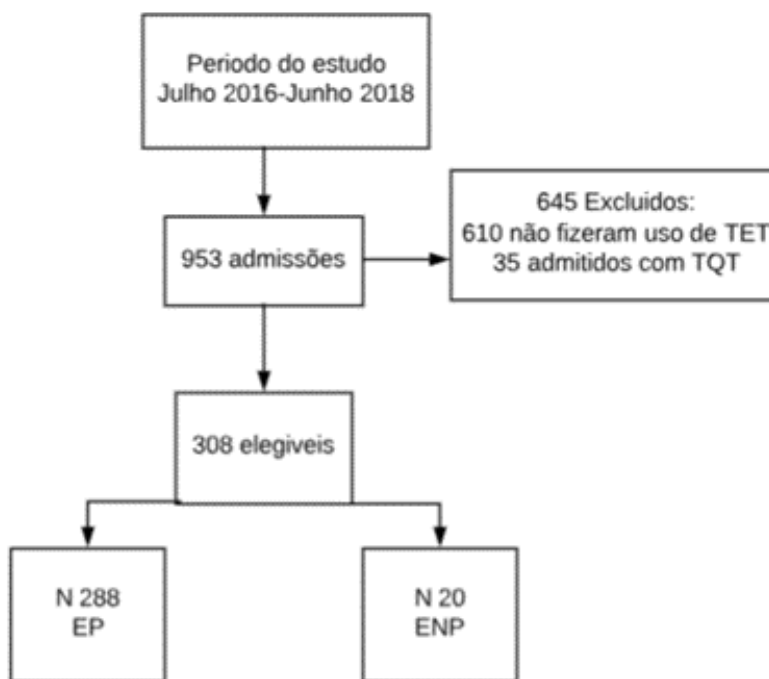 Periodo do estudo
Julho 2016-Junho 2018
953 admissões
645 Excluidos:
610 não fizeram uso de TET
35 admitidos com TQT
308 elegiveis
N 288
EP
N 20
ENP